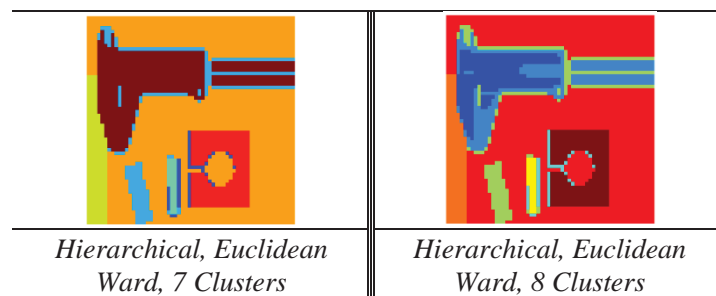 Hierarchical, Euclidean
Ward, 7 Clusters
Hierarchical, Euclidean
Ward, 8 Clusters